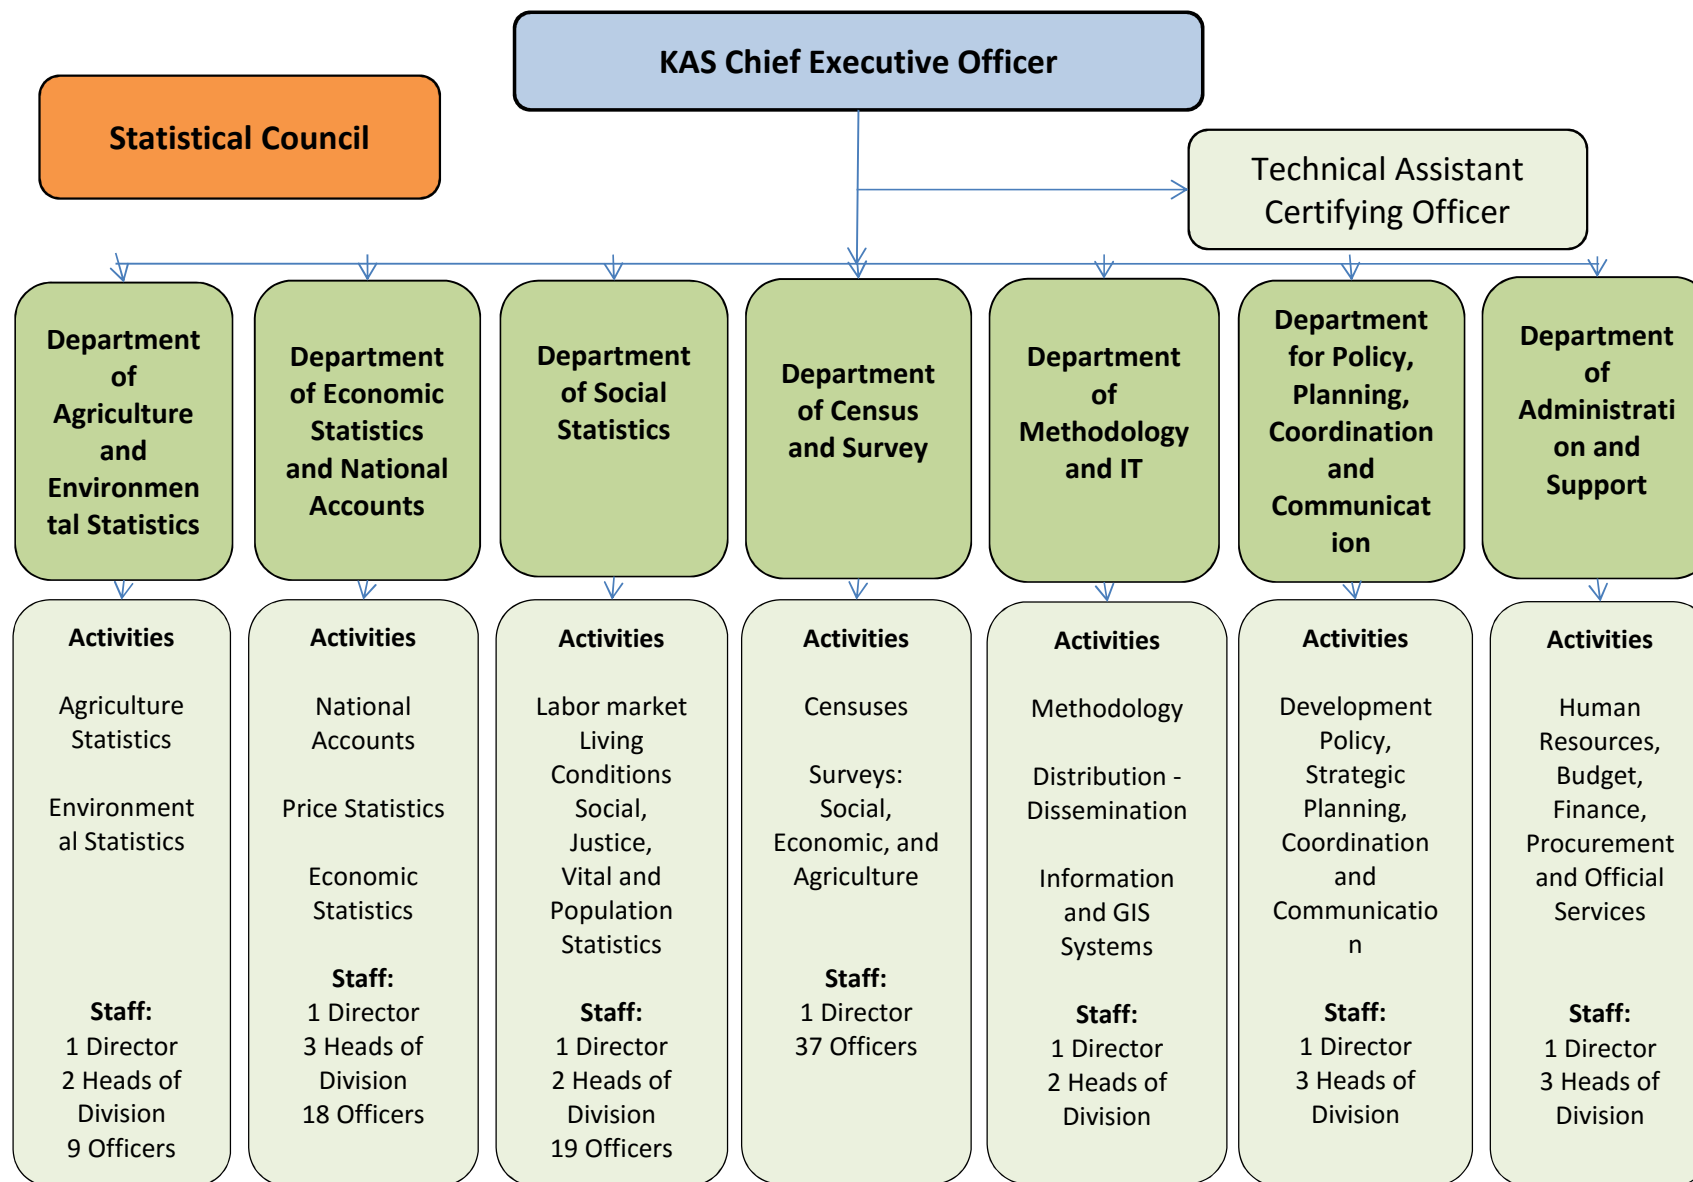 KAS Chief Executive Officer
Statistical Council
Technical Assistant
Certifying Officer
Department
of
Agriculture
and
Environmen
tal Statistics
Department
of Economic
Statistics
and National
Accounts
Department
of Social
Statistics
Department
of Census
and Survey
Department
of
Methodology
and IT
Department
for Policy,
Planning,
Coordination
and
Communicat
ion
Department
of
Administrati
on and
Support
Activities
Agriculture
Statistics
Environment
al Statistics
Staff:
1 Director
2 Heads of
Division
9 Officers
Activities
National
Accounts
Price Statistics
Economic
Statistics
Staff:
1 Director
3 Heads of
Division
18 Officers
Activities
Labor market
Living
Conditions
Social,
Justice,
Vital and
Population
Statistics
Staff:
1 Director
2 Heads of
Division
19 Officers
Activities
Censuses
Surveys:
Social,
Economic, and
Agriculture
Staff:
1 Director
37 Officers
Activities
Methodology
Distribution -
Dissemination
Information
and GIS
Systems
Staff:
1 Director
2 Heads of
Division
Activities
Development
Policy,
Strategic
Planning,
Coordination
and
Communicatio
n
Staff:
1 Director
3 Heads of
Division
Activities
Human
Resources,
Budget,
Finance,
Procurement
and Official
Services
Staff:
1 Director
3 Heads of
Division